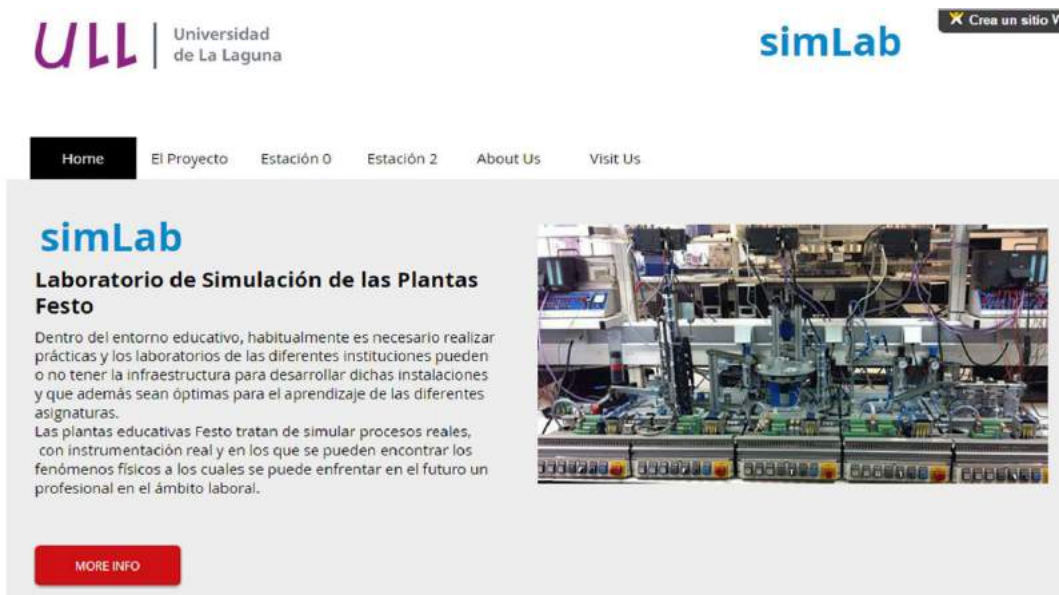 ULL
Universidad
de La Laguna
simLab
Crea un sitio
Home El Proyecto Estación 0 Estación 2 About Us Visit Us
simLab
Laboratorio de Simulación de las Plantas
Festo
Dentro del entorno educativo, habitualmente es necesario realizar
prácticas y los laboratorios de las diferentes instituciones pueden
o no tener la infraestructura para desarrollar dichas instalaciones
y que además sean óptimas para el aprendizaje de las diferentes
asignaturas.
Las plantas educativas Festo tratan de simular procesos reales,
con instrumentación real y en los que se pueden encontrar los
fenómenos físicos a los cuales se puede enfrentar en el futuro un
profesional en el ámbito laboral.
MORE INFO